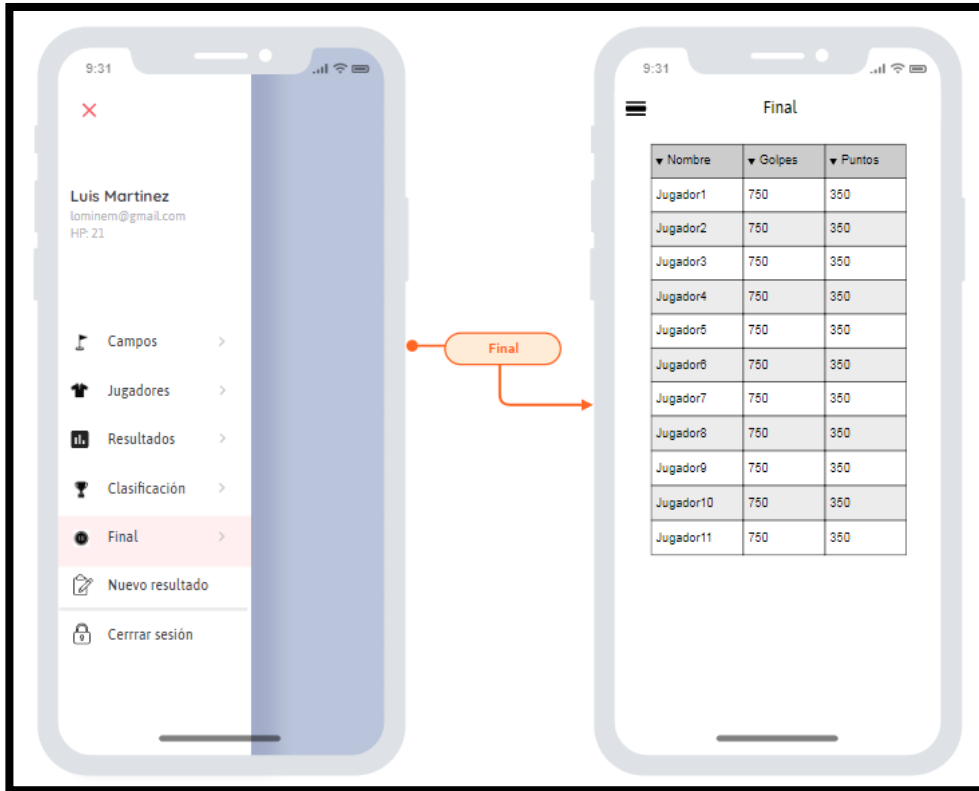 9:31
Luis Martinez
lominem@gmail.com
HP: 21
Campos
Jugadores
Resultados
Clasificación
Final
Nuevo resultado
Cerrrar sesión
Final
9:31
Final
▼ Nombre ▼ Golpes ▼ Puntos
Jugador1 750 350
Jugador2 750 350
Jugador3 750 350
Jugador4 750 350
Jugador5 750 350
Jugador6 750 350
Jugador7 750 350
Jugador8 750 350
Jugador9 750 350
Jugador10 750 350
Jugador11 750 350